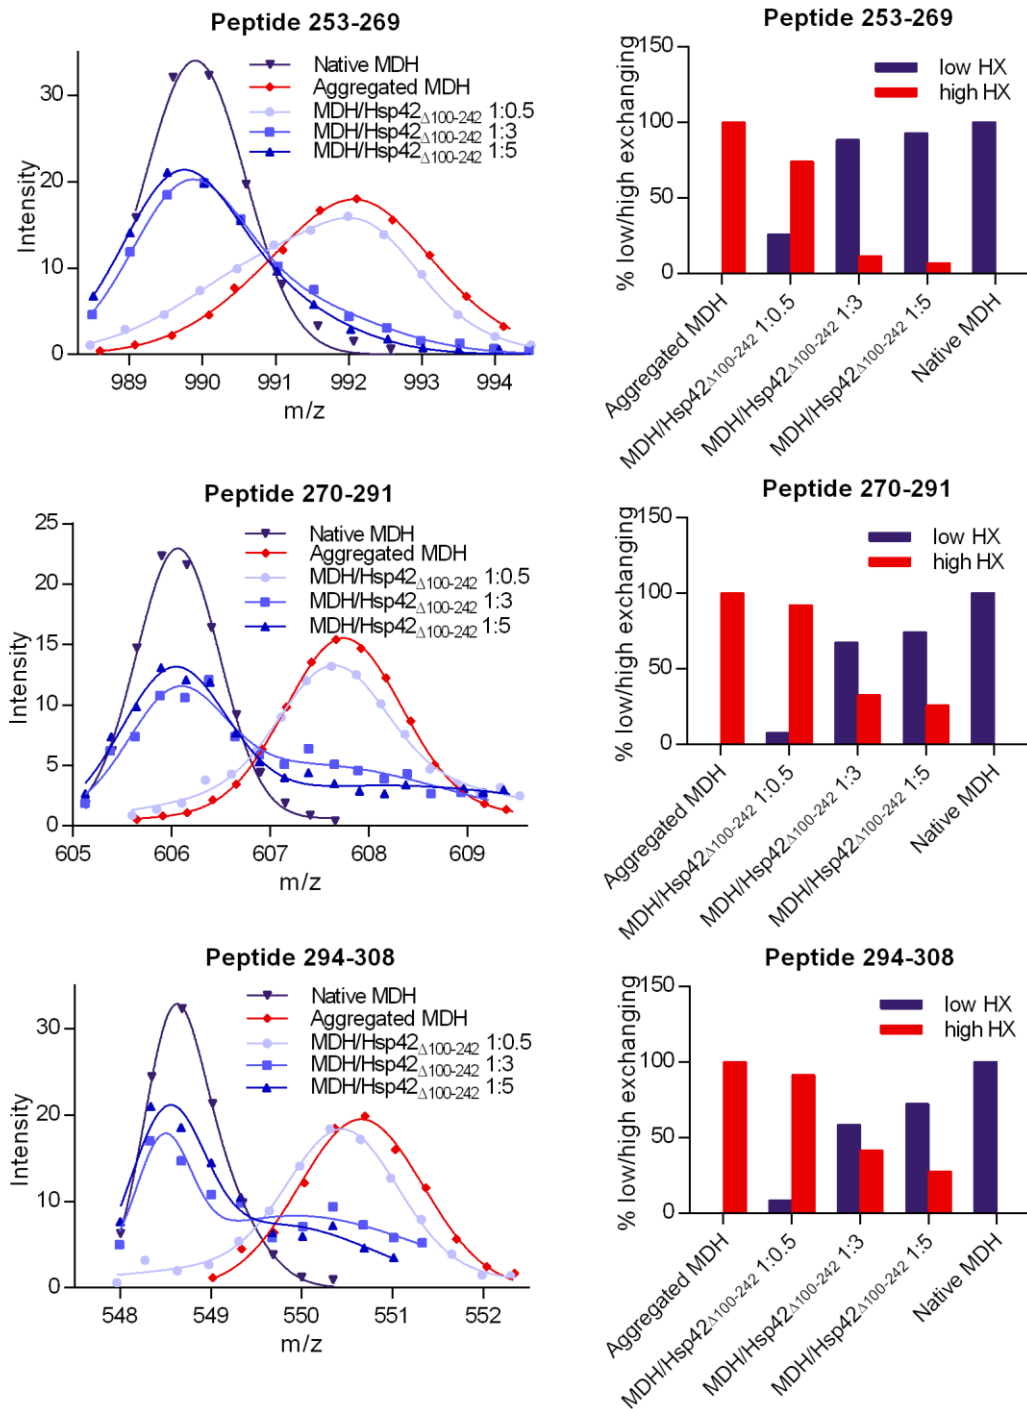 Peptide 253-269
Native MDH
Aggregated MDH
MDH/Hsp42Δ100-242 1:0.5
MDH/Hsp42Δ100-242 1:3
MDH/Hsp42Δ100-242 1:5
Intensity
30
20
10
0
989 990 991 992 993 994
m/z
Peptide 253-269
low HX
high HX
% low/high exchanging
150
100
50
0
Aggregated MDH
MDH/Hsp42Δ100-242 1:0.5
MDH/Hsp42Δ100-242 1:3
MDH/Hsp42Δ100-242 1:5
Native MDH
Peptide 270-291
Native MDH
Aggregated MDH
MDH/Hsp42Δ100-242 1:0.5
MDH/Hsp42Δ100-242 1:3
MDH/Hsp42Δ100-242 1:5
Intensity
25
20
15
10
5
0
605 606 607 608 609
m/z
Peptide 270-291
low HX
high HX
% low/high exchanging
150
100
50
0
Aggregated MDH
MDH/Hsp42Δ100-242 1:0.5
MDH/Hsp42Δ100-242 1:3
MDH/Hsp42Δ100-242 1:5
Native MDH
Peptide 294-308
Native MDH
Aggregated MDH
MDH/Hsp42Δ100-242 1:0.5
MDH/Hsp42Δ100-242 1:3
MDH/Hsp42Δ100-242 1:5
Intensity
30
20
10
0
548 549 550 551 552
m/z
Peptide 294-308
low HX
high HX
% low/high exchanging
150
100
50
0
Aggregated MDH
MDH/Hsp42Δ100-242 1:0.5
MDH/Hsp42Δ100-242 1:3
MDH/Hsp42Δ100-242 1:5
Native MDH